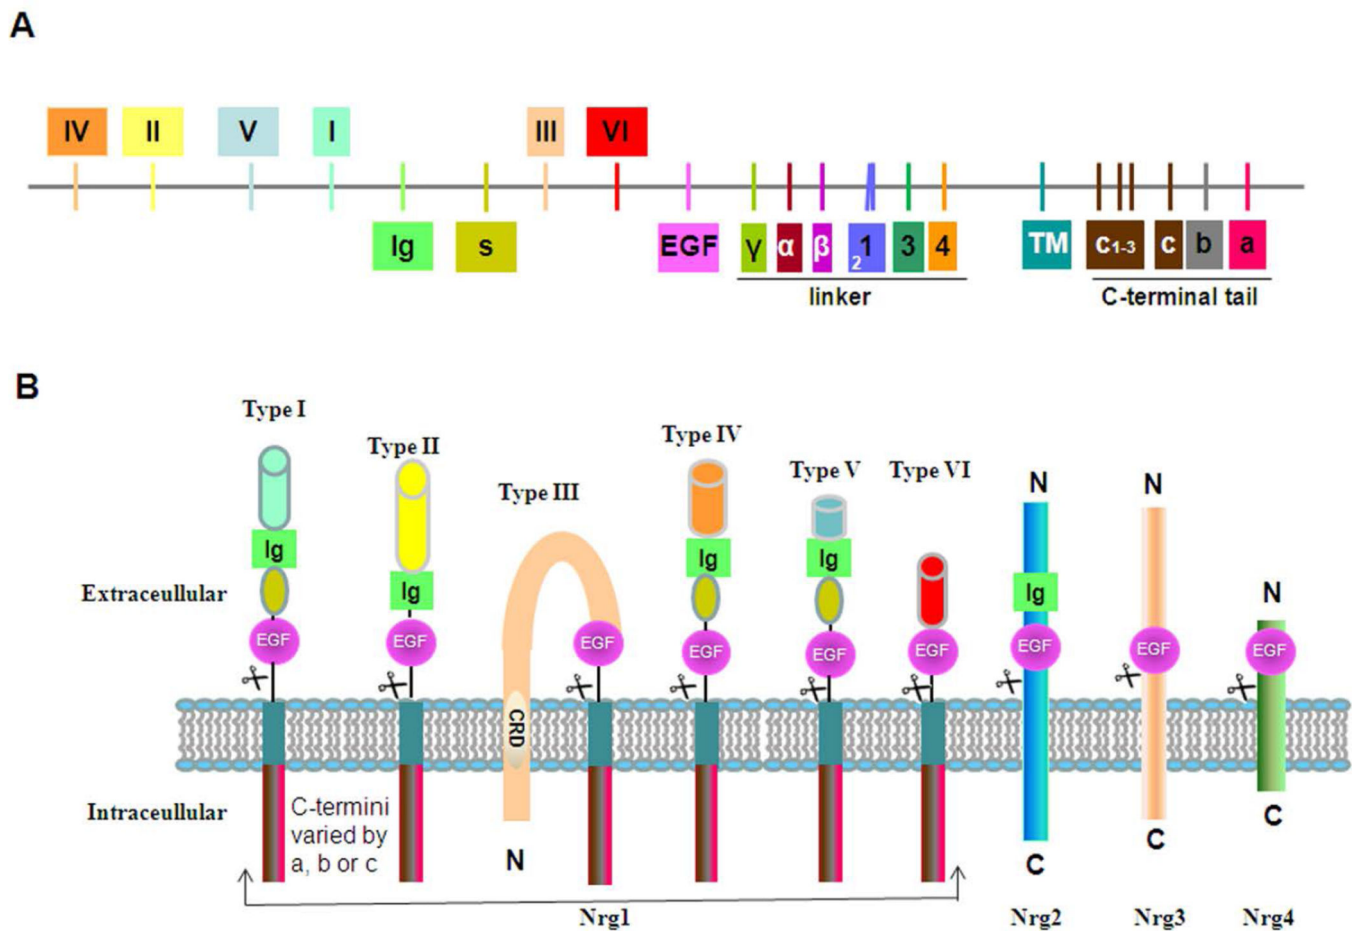 A
IV II V I III VI
Ig s EGF γ α β 1 2 3 4 TM c1-3 c b a
linker C-terminal tail
B
Type I
Type II
Type III
Type IV
Type V
Type VI
N N
Ig Ig Ig Ig Ig
N
Extraceullular
EGF EGF EGF EGF EGF EGF EGF EGF EGF
CRD
Intraceullular
C-termini
varied by
a, b or c
N
C C C
Nrg1 Nrg2 Nrg3 Nrg4